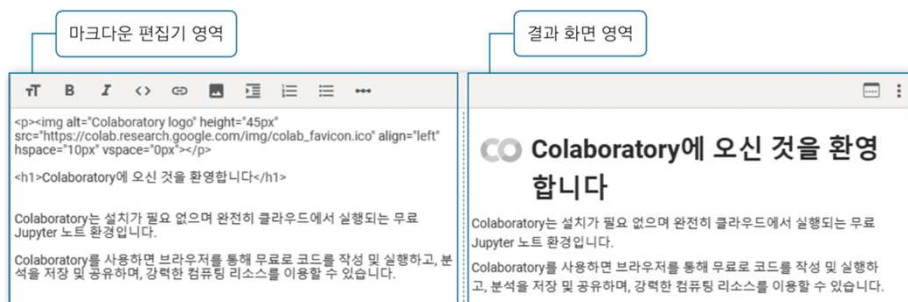 마크다운 편집기 영역
결과 화면 영역
<p><img alt="Colaboratory logo" height="45px"
src="https://colab.research.google.com/img/colab_favicon.ico" align="left"
hspace="10px" vspace="0px"></p>
<h1>Colaboratory에 오신 것을 환영합니다</h1>
Colaboratory는 설치가 필요 없으며 완전히 클라우드에서 실행되는 무료
Jupyter 노트 환경입니다.
Colaboratory를 사용하면 브라우저를 통해 무료로 코드를 작성 및 실행하고, 분
석을 저장 및 공유하며, 강력한 컴퓨팅 리소스를 이용할 수 있습니다.
CO Colaboratory에 오신 것을 환영
합니다
Colaboratory는 설치가 필요 없으며 완전히 클라우드에서 실행되는 무료
Jupyter 노트 환경입니다.
Colaboratory를 사용하면 브라우저를 통해 무료로 코드를 작성 및 실행하
고, 분석을 저장 및 공유하며, 강력한 컴퓨팅 리소스를 이용할 수 있습니다.